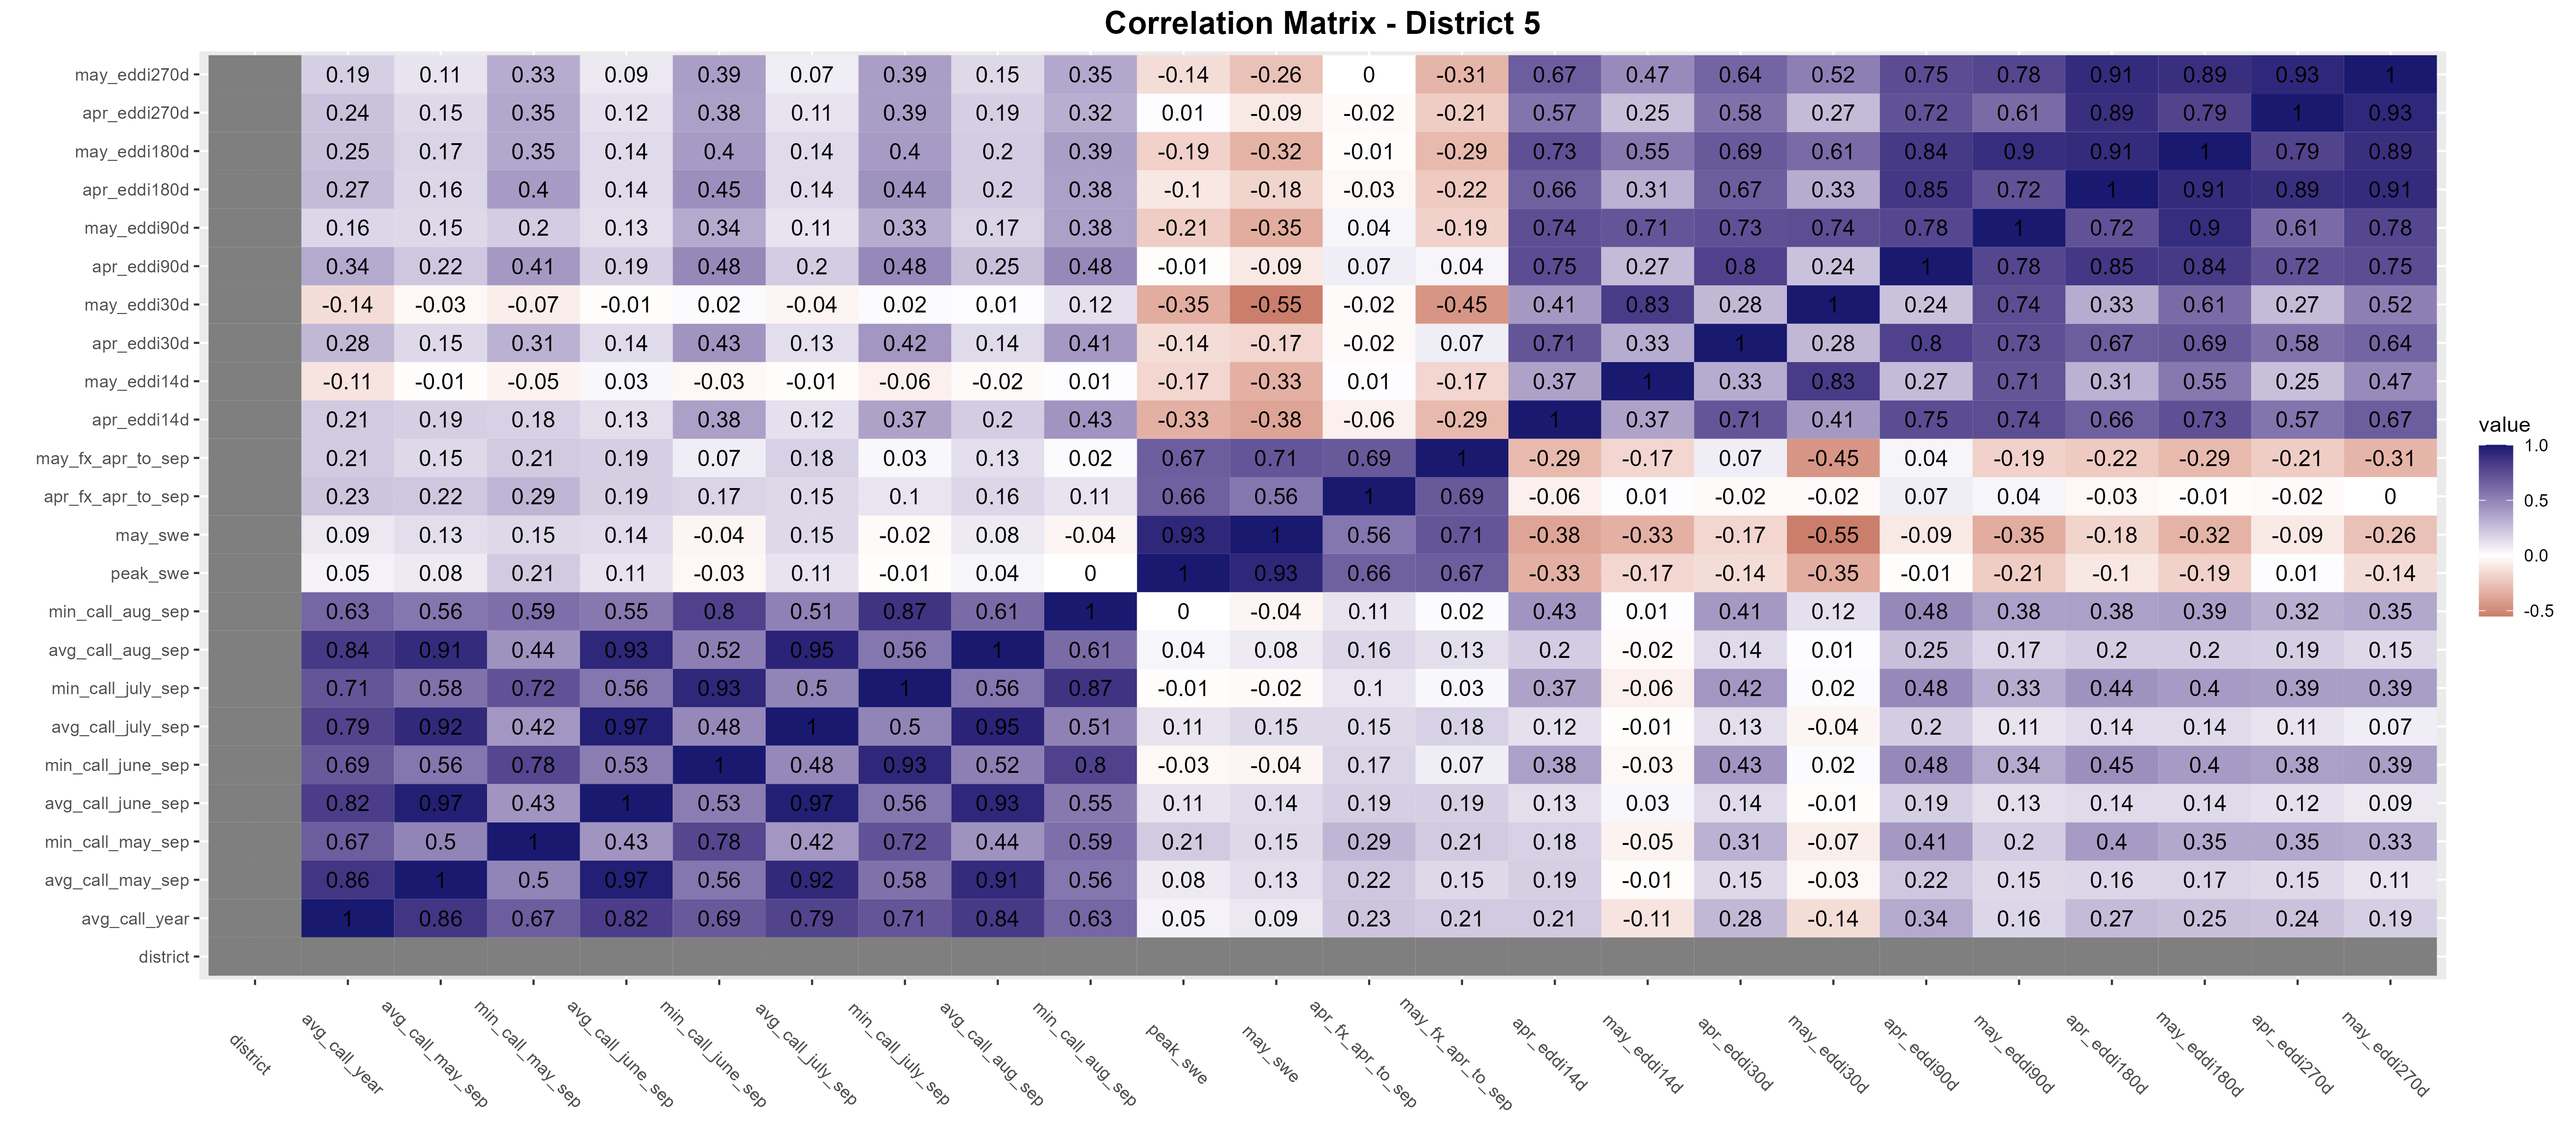 Correlation Matrix - District 5
may_eddi270d 0.19 0.11 0.33 0.09 0.39 0.07 0.39 0.15 0.35 -0.14 -0.26 0 -0.31 0.67 0.47 0.64 0.52 0.75 0.78 0.91 0.89 0.93 1
apr_eddi270d 0.24 0.15 0.35 0.12 0.38 0.11 0.39 0.19 0.32 0.01 -0.09 -0.02 -0.21 0.57 0.25 0.58 0.27 0.72 0.61 0.89 0.79 1 0.93
may_eddi180d 0.25 0.17 0.35 0.14 0.4 0.14 0.4 0.2 0.39 -0.19 -0.32 -0.01 -0.29 0.73 0.55 0.69 0.61 0.84 0.9 0.91 1 0.79 0.89
apr_eddi180d 0.27 0.16 0.4 0.14 0.45 0.14 0.44 0.2 0.38 -0.1 -0.18 -0.03 -0.22 0.66 0.31 0.67 0.33 0.85 0.72 1 0.91 0.89 0.91
may_eddi90d 0.16 0.15 0.2 0.13 0.34 0.11 0.33 0.17 0.38 -0.21 -0.35 0.04 -0.19 0.74 0.71 0.73 0.74 0.78 1 0.72 0.9 0.61 0.78
apr_eddi90d 0.34 0.22 0.41 0.19 0.48 0.2 0.48 0.25 0.48 -0.01 -0.09 0.07 0.04 0.75 0.27 0.8 0.24 1 0.78 0.85 0.84 0.72 0.75
may_eddi30d -0.14 -0.03 -0.07 -0.01 0.02 -0.04 0.02 0.01 0.12 -0.35 -0.55 -0.02 -0.45 0.41 0.83 0.28 1 0.24 0.74 0.33 0.61 0.27 0.52
apr_eddi30d 0.28 0.15 0.31 0.14 0.43 0.13 0.42 0.14 0.41 -0.14 -0.17 -0.02 0.07 0.71 0.33 1 0.28 0.8 0.73 0.67 0.69 0.58 0.64
may_eddi14d -0.11 -0.01 -0.05 0.03 -0.03 -0.01 -0.06 -0.02 0.01 -0.17 -0.33 0.01 -0.17 0.37 1 0.33 0.83 0.27 0.71 0.31 0.55 0.25 0.47
apr_eddi14d 0.21 0.19 0.18 0.13 0.38 0.12 0.37 0.2 0.43 -0.33 -0.38 -0.06 -0.29 1 0.37 0.71 0.41 0.75 0.74 0.66 0.73 0.57 0.67
may_fx_apr_to_sep 0.21 0.15 0.21 0.19 0.07 0.18 0.03 0.13 0.02 0.67 0.71 0.69 1 -0.29 -0.17 0.07 -0.45 0.04 -0.19 -0.22 -0.29 -0.21 -0.31
apr_fx_apr_to_sep 0.23 0.22 0.29 0.19 0.17 0.15 0.1 0.16 0.11 0.66 0.56 1 0.69 -0.06 0.01 -0.02 -0.02 0.07 0.04 -0.03 -0.01 -0.02 0
may_swe 0.09 0.13 0.15 0.14 -0.04 0.15 -0.02 0.08 -0.04 0.93 1 0.56 0.71 -0.38 -0.33 -0.17 -0.55 -0.09 -0.35 -0.18 -0.32 -0.09 -0.26
peak_swe 0.05 0.08 0.21 0.11 -0.03 0.11 -0.01 0.04 0 1 0.93 0.66 0.67 -0.33 -0.17 -0.14 -0.35 -0.01 -0.21 -0.1 -0.19 0.01 -0.14
min_call_aug_sep 0.63 0.56 0.59 0.55 0.8 0.51 0.87 0.61 1 0 -0.04 0.11 0.02 0.43 0.01 0.41 0.12 0.48 0.38 0.38 0.39 0.32 0.35
avg_call_aug_sep 0.84 0.91 0.44 0.93 0.52 0.95 0.56 1 0.61 0.04 0.08 0.16 0.13 0.2 -0.02 0.14 0.01 0.25 0.17 0.2 0.2 0.19 0.15
min_call_july_sep 0.71 0.58 0.72 0.56 0.93 0.5 1 0.56 0.87 -0.01 -0.02 0.1 0.03 0.37 -0.06 0.42 0.02 0.48 0.33 0.44 0.4 0.39 0.39
avg_call_july_sep 0.79 0.92 0.42 0.97 0.48 1 0.5 0.95 0.51 0.11 0.15 0.15 0.18 0.12 -0.01 0.13 -0.04 0.2 0.11 0.14 0.14 0.11 0.07
min_call_june_sep 0.69 0.56 0.78 0.53 1 0.48 0.93 0.52 0.8 -0.03 -0.04 0.17 0.07 0.38 -0.03 0.43 0.02 0.48 0.34 0.45 0.4 0.38 0.39
avg_call_june_sep 0.82 0.97 0.43 1 0.53 0.97 0.56 0.93 0.55 0.11 0.14 0.19 0.19 0.13 0.03 0.14 -0.01 0.19 0.13 0.14 0.14 0.12 0.09
min_call_may_sep 0.67 0.5 1 0.43 0.78 0.42 0.72 0.44 0.59 0.21 0.15 0.29 0.21 0.18 -0.05 0.31 -0.07 0.41 0.2 0.4 0.35 0.35 0.33
avg_call_may_sep 0.86 1 0.5 0.97 0.56 0.92 0.58 0.91 0.56 0.08 0.13 0.22 0.15 0.19 -0.01 0.15 -0.03 0.22 0.15 0.16 0.17 0.15 0.11
avg_call_year 1 0.86 0.67 0.82 0.69 0.79 0.71 0.84 0.63 0.05 0.09 0.23 0.21 0.21 -0.11 0.28 -0.14 0.34 0.16 0.27 0.25 0.24 0.19
district
district
avg_call_year
avg_call_may_sep
min_call_may_sep
avg_call_june_sep
min_call_june_sep
avg_call_july_sep
min_call_july_sep
avg_call_aug_sep
min_call_aug_sep
peak_swe
may_swe
apr_fx_apr_to_sep
may_fx_apr_to_sep
apr_eddi14d
may_eddi14d
apr_eddi30d
may_eddi30d
apr_eddi90d
may_eddi90d
apr_eddi180d
may_eddi180d
apr_eddi270d
may_eddi270d
value
1.0
0.5
0.0
-0.5